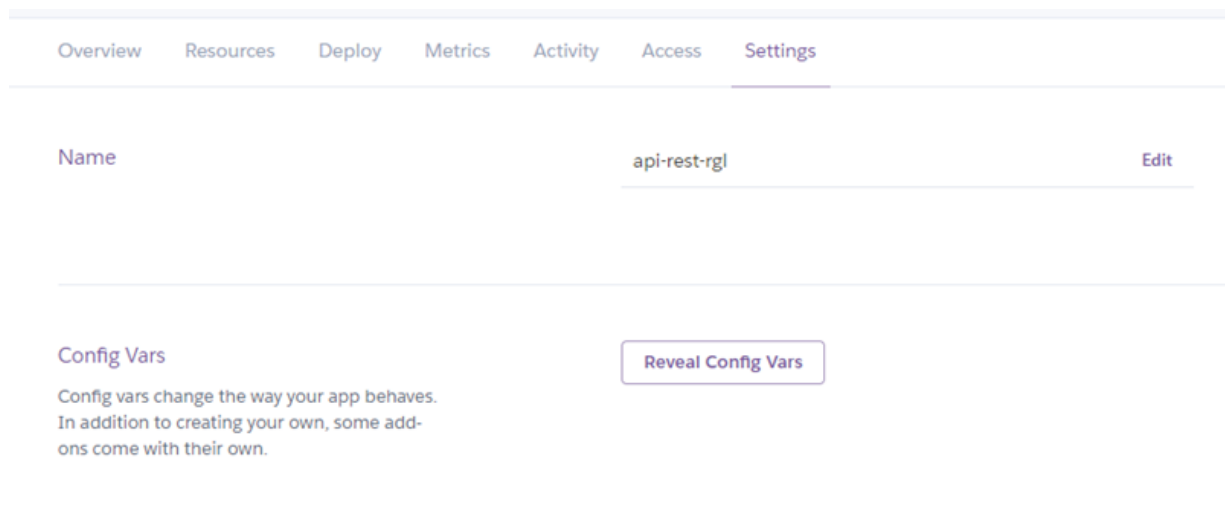 Overview Resources Deploy Metrics Activity Access Settings
Name
api-rest-rgl Edit
Config Vars
Reveal Config Vars
Config vars change the way your app behaves.
In addition to creating your own, some add-
ons come with their own.